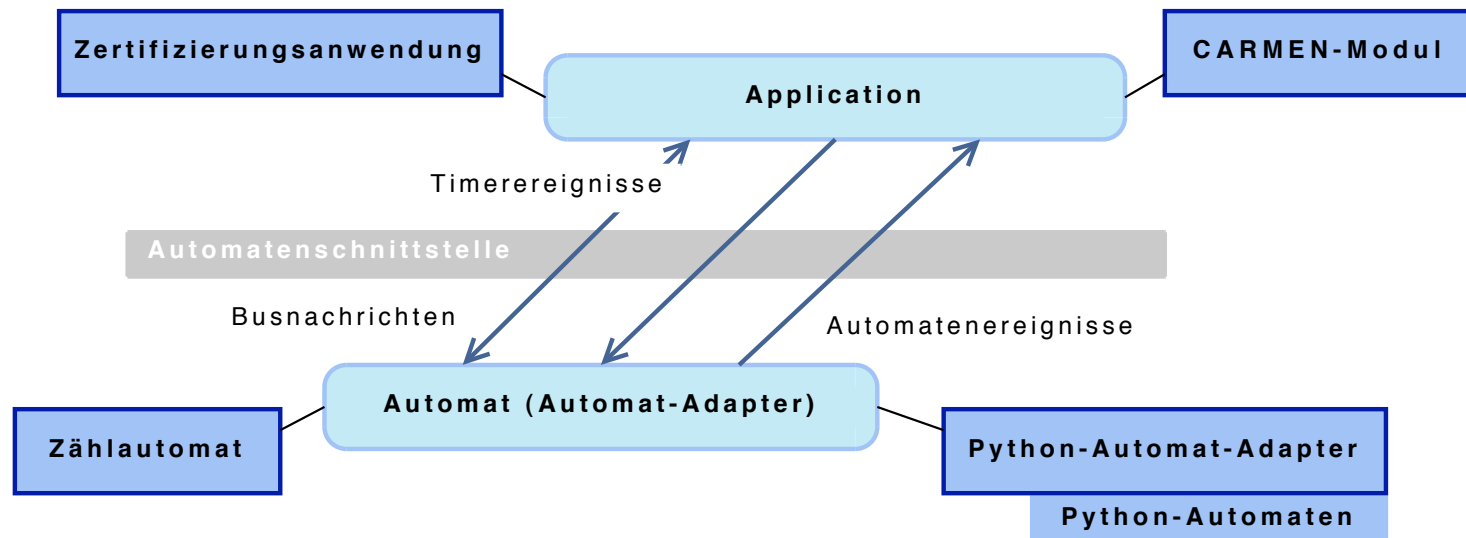 Zertifizierungsanwendung
CARMEN-Modul
Application
Timerereignisse
Automatenschnittstelle
Busnachrichten
Automatenereignisse
Automat (Automat-Adapter)
Zählautomat
Python-Automat-Adapter
Python-Automaten